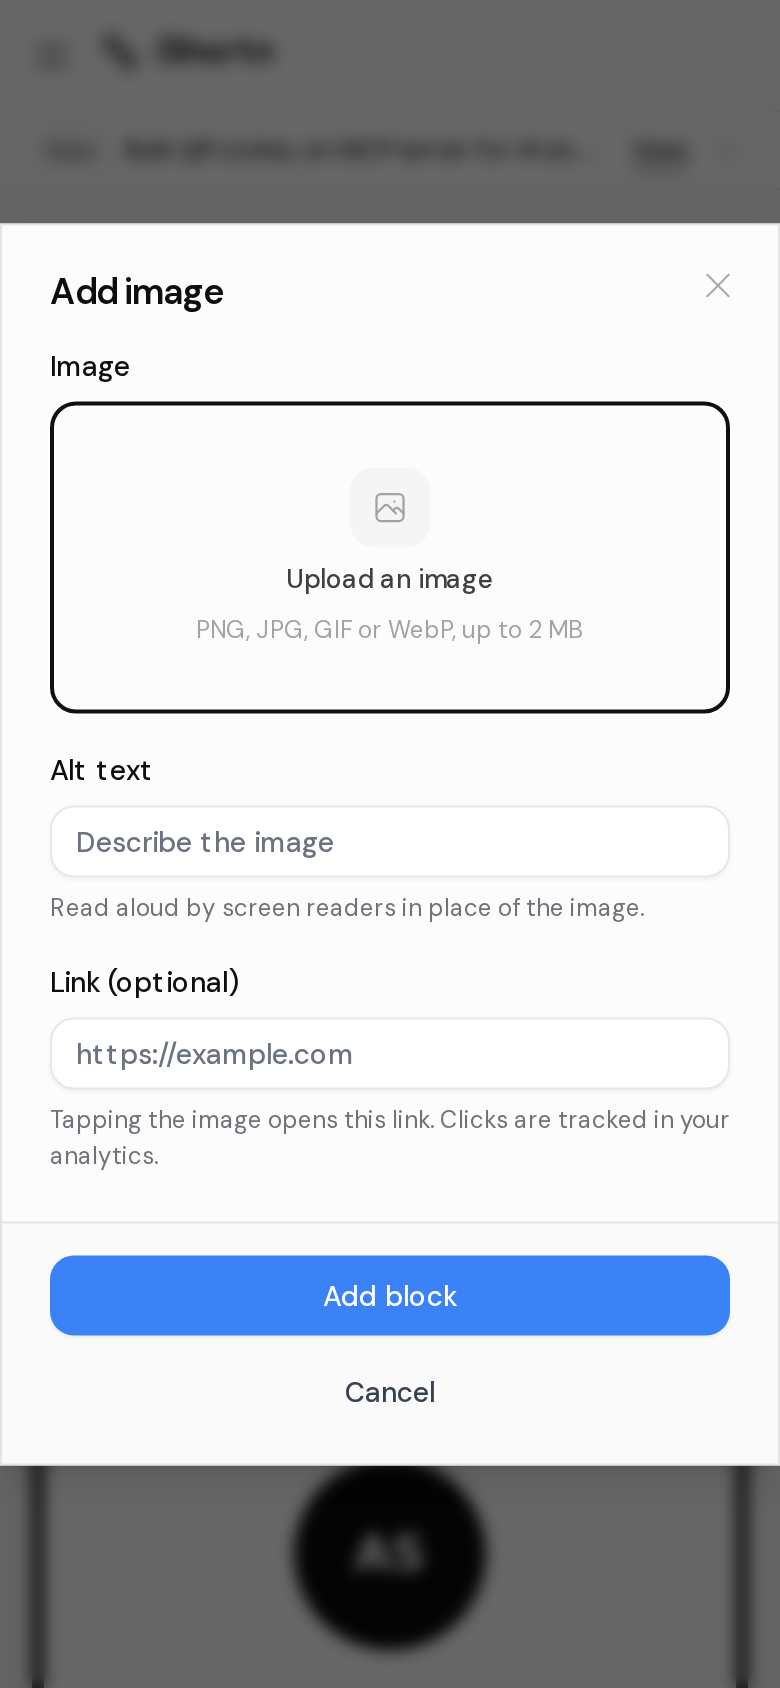 Add image
Image
Upload an image
PNG, JPG, GIF or WebP, up to 2 MB
Alt text
Describe the image
Read aloud by screen readers in place of the image.
Link (optional)
https://example.com
Tapping the image opens this link. Clicks are tracked in your
analytics.
Add block
Cancel
AS